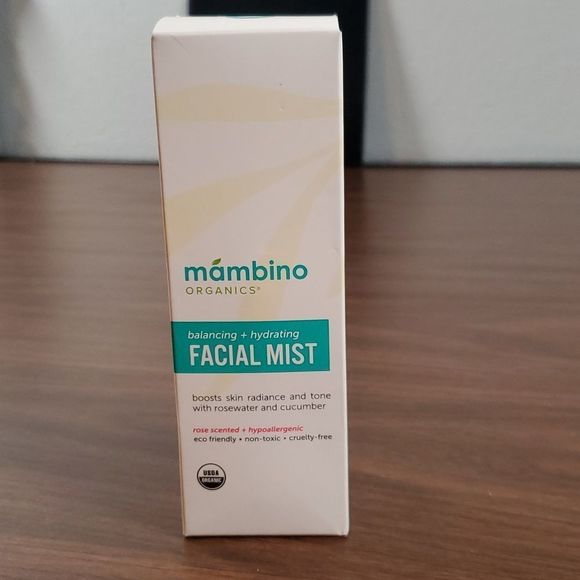 mambino
ORGANICS®
balancing + hydrating
FACIAL MIST
boosts skin radiance and tone
with rosewater and cucumber
rose scented + hypoallergenic
eco friendly • non-toxic • cruelty-free
USDA
ORGANIC